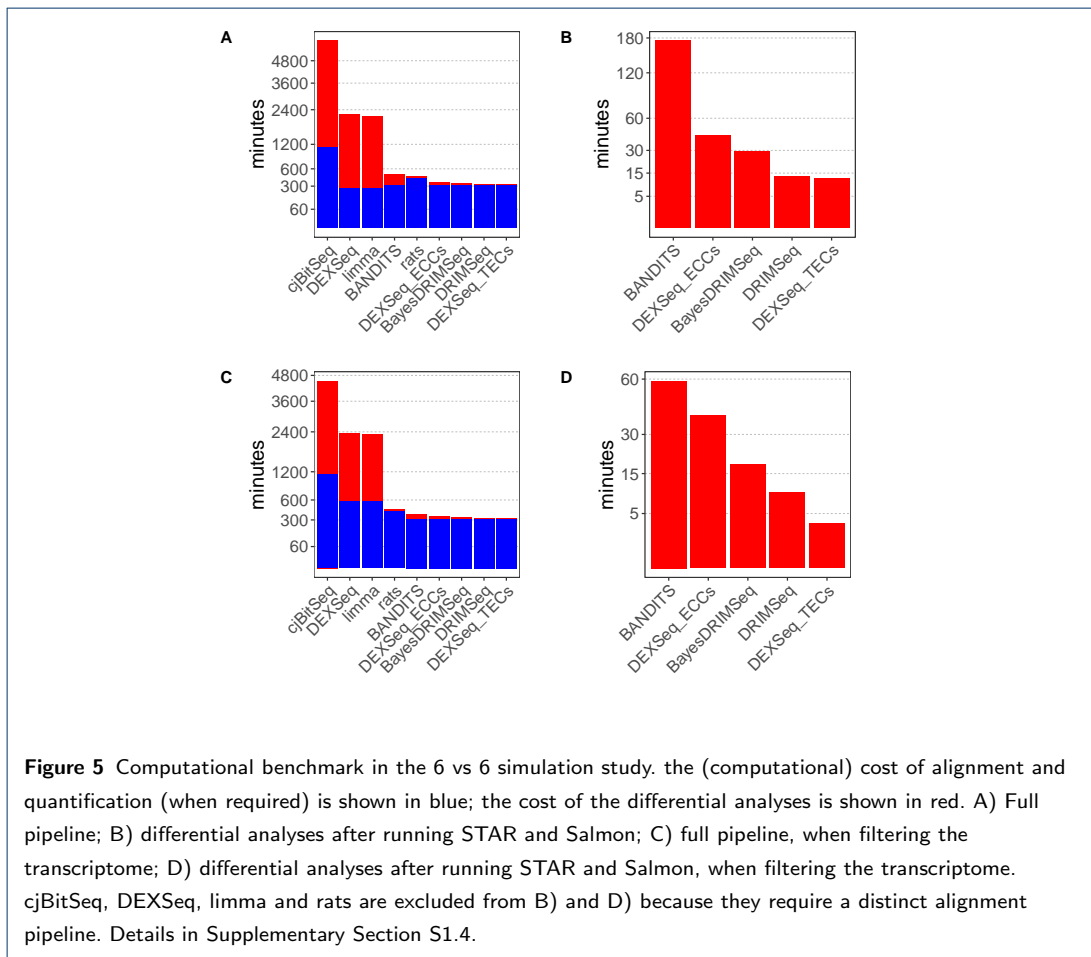 A
minutes
4800
3600
2400
1200
600
300
60
cjBitSeq
DEXSeq
limma
BANDITS
rats
DEXSeq_ECCs
BayesDRIMSeq
DRIMSeq
DEXSeq_TECs
B
minutes
180
120
60
30
15
5
BANDITS
DEXSeq_ECCs
BayesDRIMSeq
DRIMSeq
DEXSeq_TECs
C
minutes
4800
3600
2400
1200
600
300
60
cjBitSeq
DEXSeq
limma
rats
BANDITS
DEXSeq_ECCs
BayesDRIMSeq
DRIMSeq
DEXSeq_TECs
D
minutes
60
30
15
5
BANDITS
DEXSeq_ECCs
BayesDRIMSeq
DRIMSeq
DEXSeq_TECs
Figure 5 Computational benchmark in the 6 vs 6 simulation study. the (computational) cost of alignment and
quantification (when required) is shown in blue; the cost of the differential analyses is shown in red. A) Full
pipeline; B) differential analyses after running STAR and Salmon; C) full pipeline, when filtering the
transcriptome; D) differential analyses after running STAR and Salmon, when filtering the transcriptome.
cjBitSeq, DEXSeq, limma and rats are excluded from B) and D) because they require a distinct alignment
pipeline. Details in Supplementary Section S1.4.